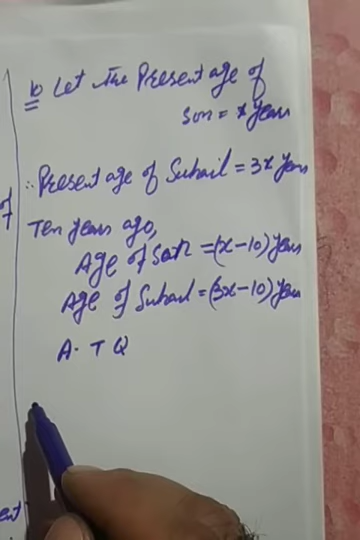 b Let the Present age of
son = x years
∴ Present age of Suhail = 3x years
Ten years ago,
Age of son = (x-10) years
Age of Suhail = (3x-10) years
A. T Q